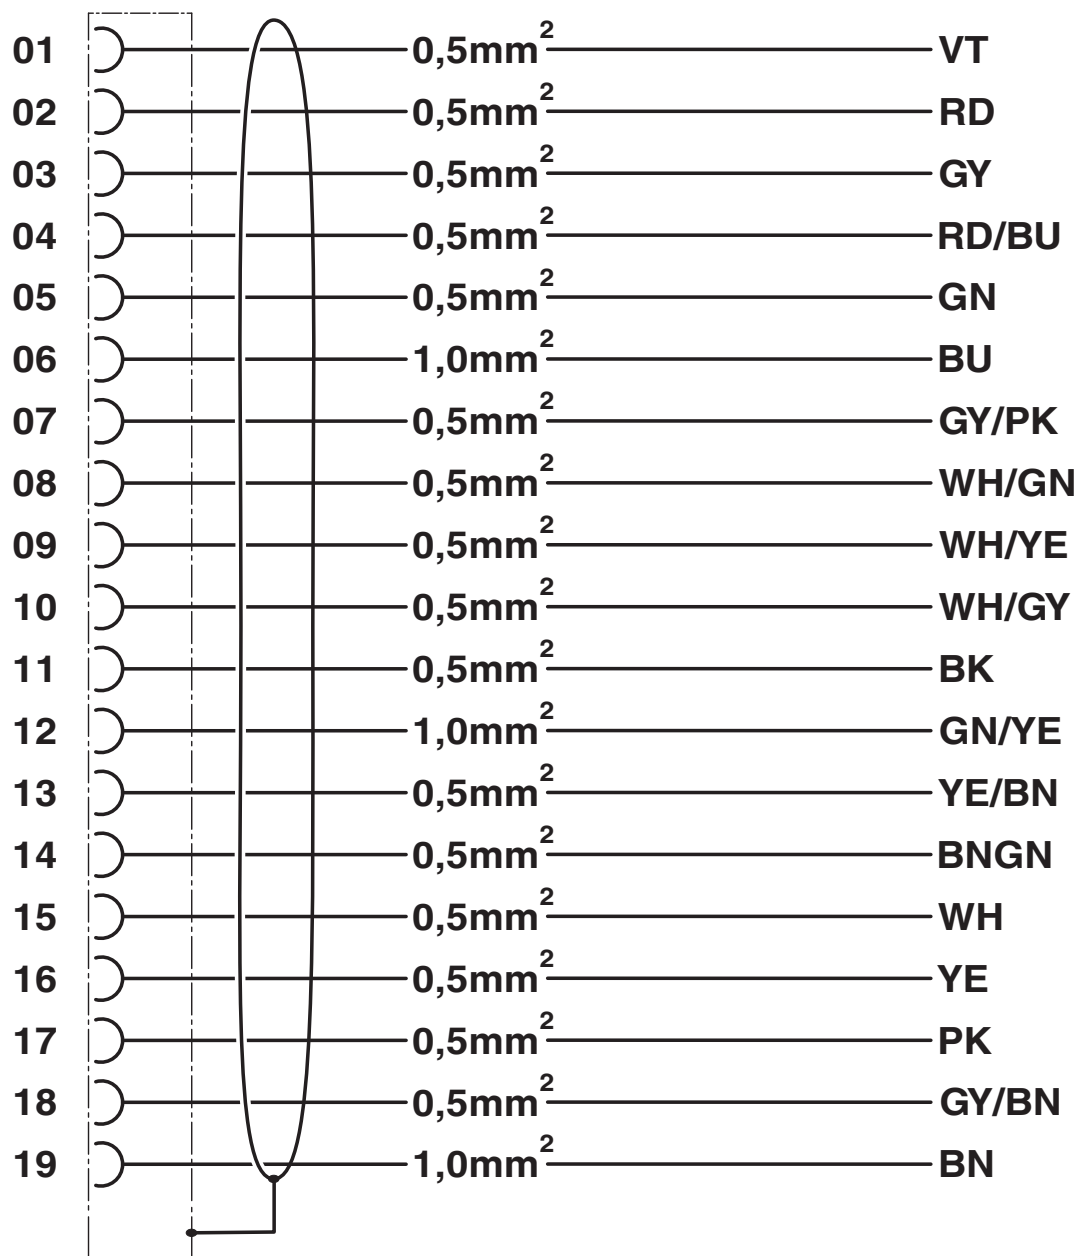 01 0,5mm² VT
02 0,5mm² RD
03 0,5mm² GY
04 0,5mm² RD/BU
05 0,5mm² GN
06 1,0mm² BU
07 0,5mm² GY/PK
08 0,5mm² WH/GN
09 0,5mm² WH/YE
10 0,5mm² WH/GY
11 0,5mm² BK
12 1,0mm² GN/YE
13 0,5mm² YE/BN
14 0,5mm² BNGN
15 0,5mm² WH
16 0,5mm² YE
17 0,5mm² PK
18 0,5mm² GY/BN
19 1,0mm² BN